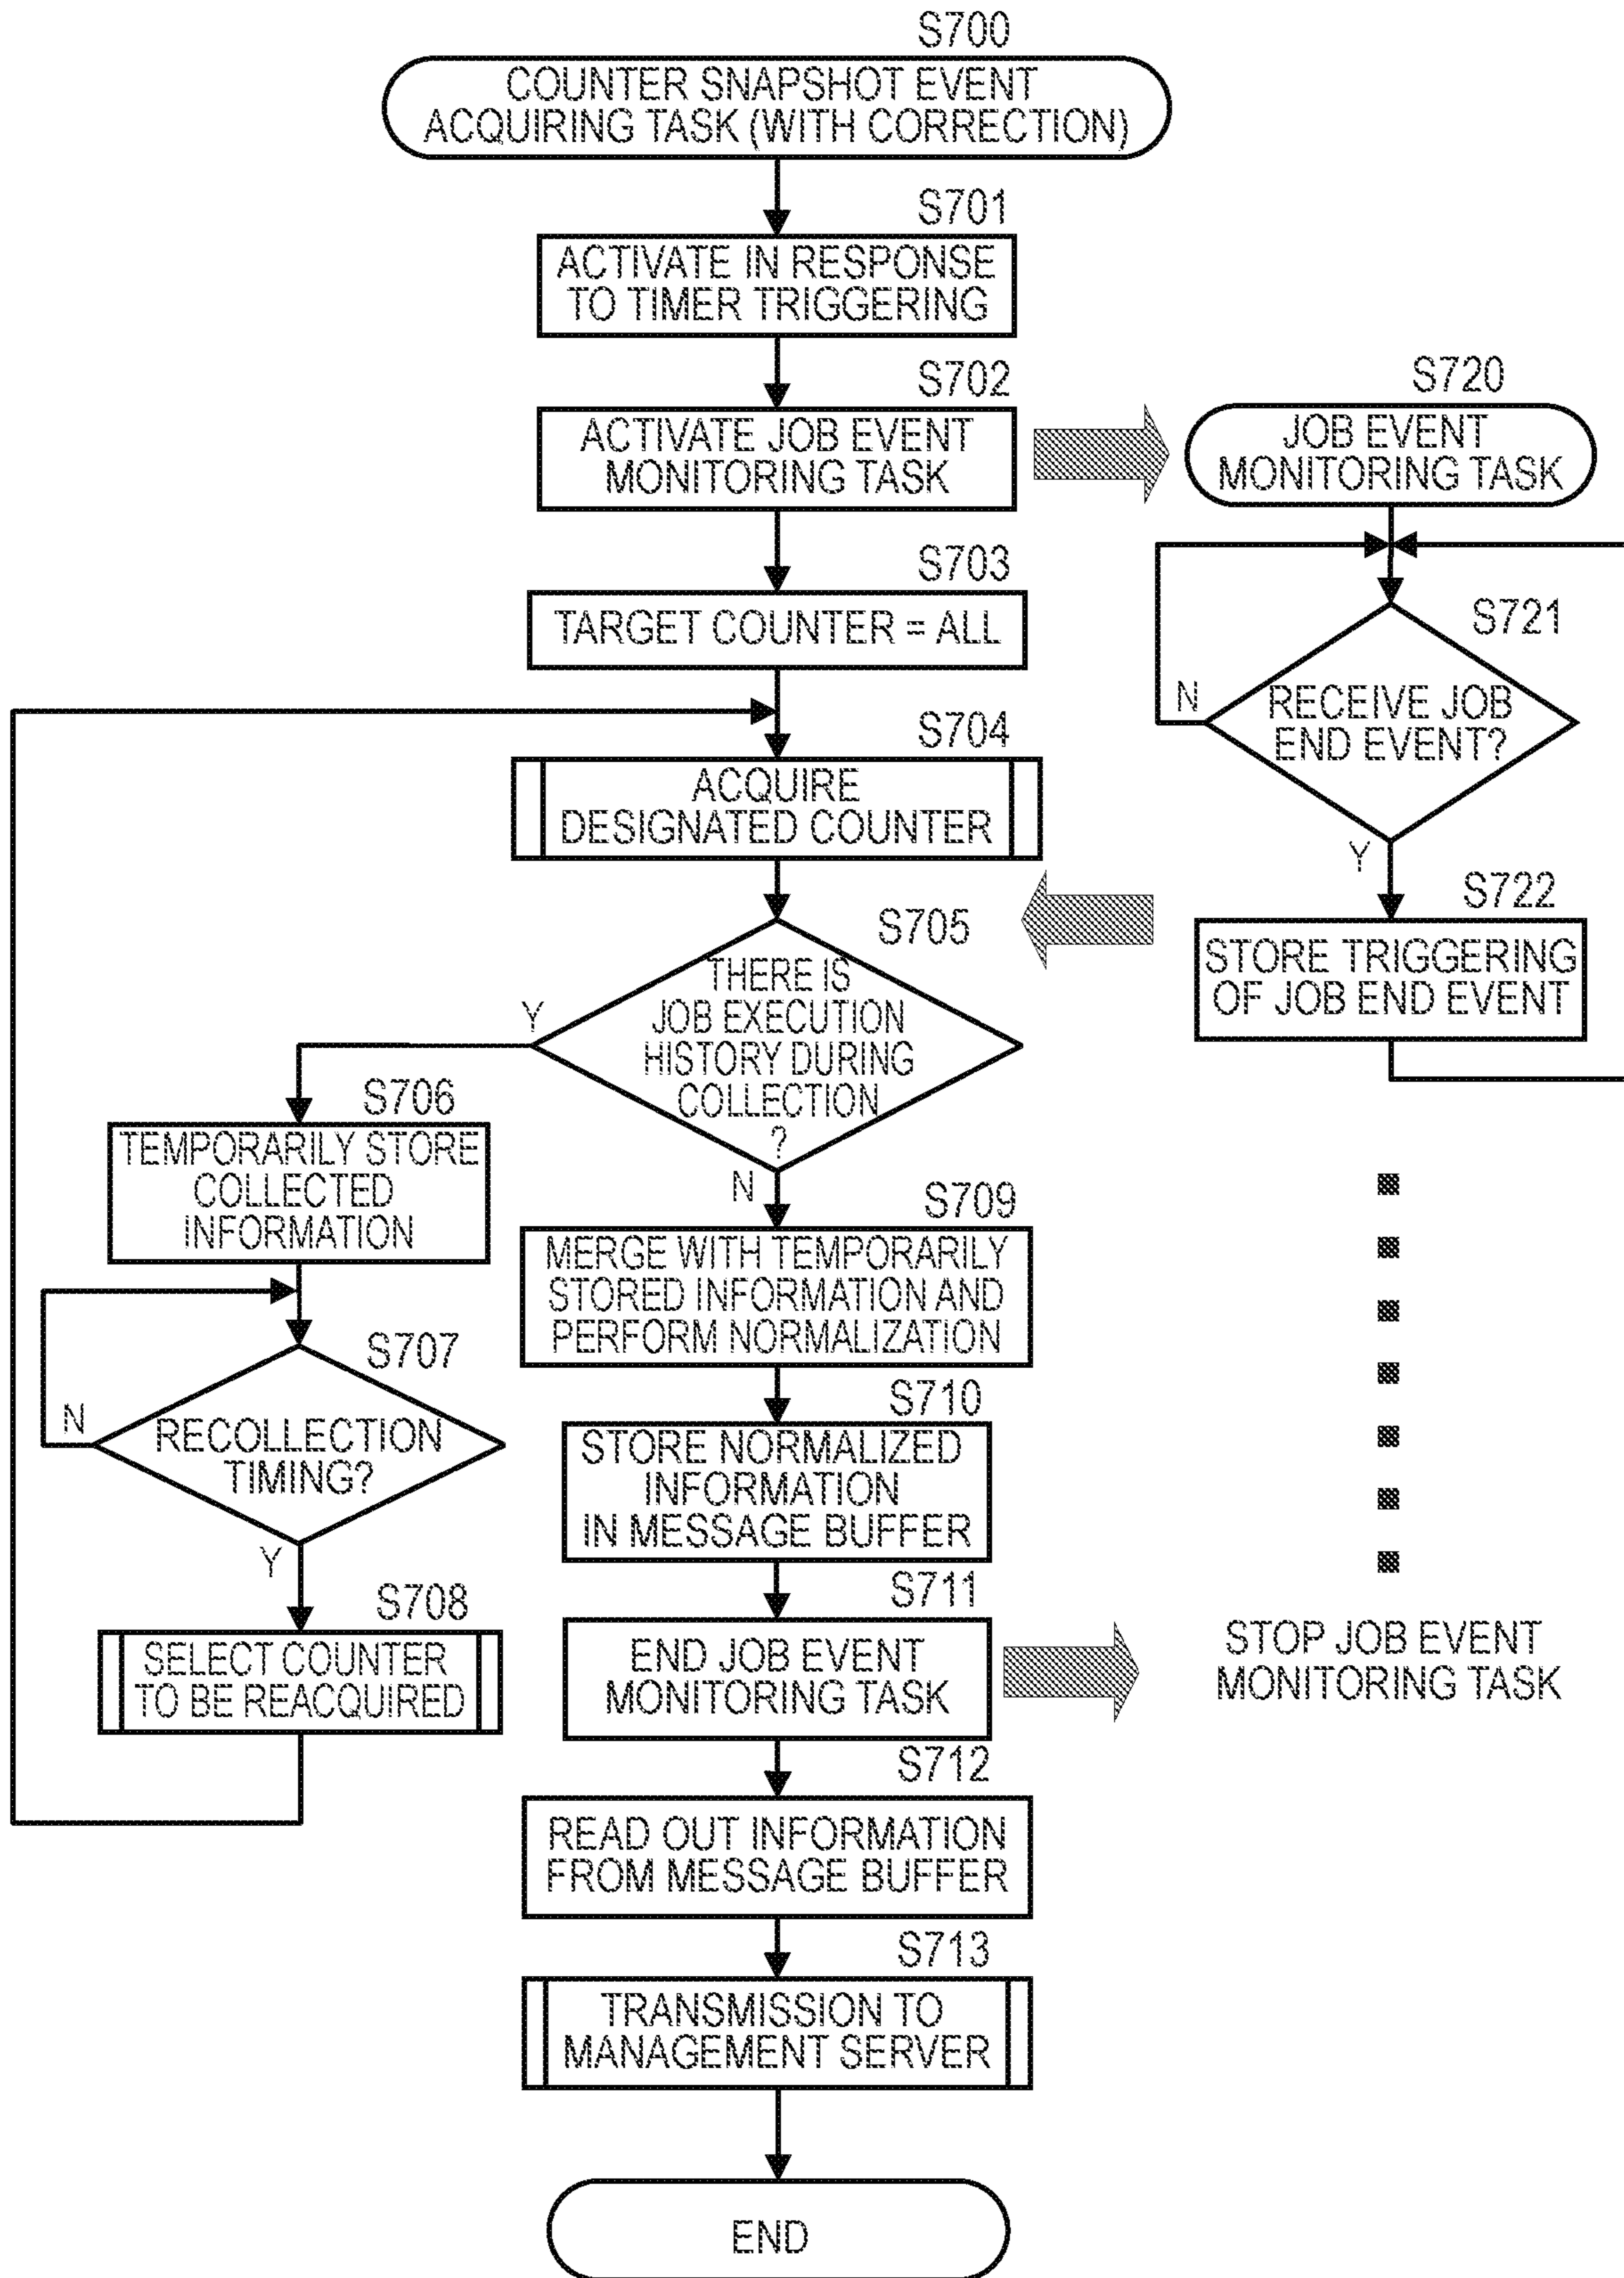 S700
COUNTER SNAPSHOT EVENT
ACQUIRING TASK (WITH CORRECTION)
S701
ACTIVATE IN RESPONSE
TO TIMER TRIGGERING
S702
ACTIVATE JOB EVENT
MONITORING TASK
S720
JOB EVENT
MONITORING TASK
S703
TARGET COUNTER = ALL
S721
RECEIVE JOB
END EVENT?
N
Y
S704
ACQUIRE
DESIGNATED COUNTER
S722
STORE TRIGGERING
OF JOB END EVENT
S705
THERE IS
JOB EXECUTION
HISTORY DURING
COLLECTION
?
Y
N
S706
TEMPORARILY STORE
COLLECTED
INFORMATION
S707
RECOLLECTION
TIMING?
N
Y
S708
SELECT COUNTER
TO BE REACQUIRED
S709
MERGE WITH TEMPORARILY
STORED INFORMATION AND
PERFORM NORMALIZATION
S710
STORE NORMALIZED
INFORMATION
IN MESSAGE BUFFER
S711
END JOB EVENT
MONITORING TASK
STOP JOB EVENT
MONITORING TASK
S712
READ OUT INFORMATION
FROM MESSAGE BUFFER
S713
TRANSMISSION TO
MANAGEMENT SERVER
END